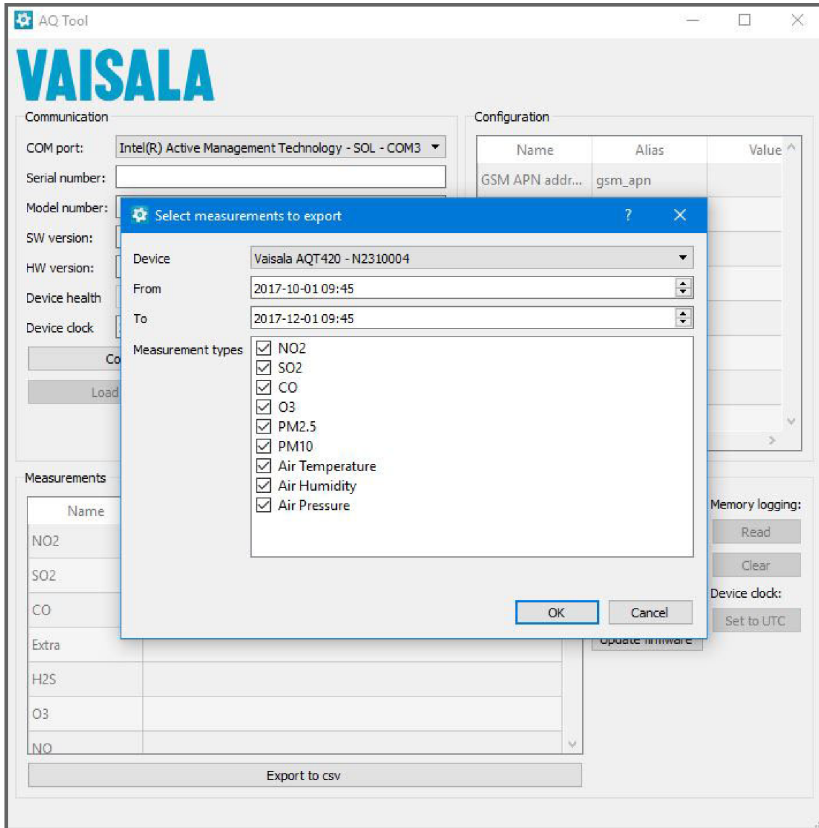 AQ Tool
VAISALA
Communication
COM port: Intel(R) Active Management Technology - SOL - COM3
Serial number:
Model number:
SW version:
HW version:
Device health
Device clock
Co
Load
Configuration
Name Alias Value
GSM APN addr... gsm_apn
Select measurements to export ?
Device Vaisala AQT420 - N2310004
From 2017-10-01 09:45
To 2017-12-01 09:45
Measurement types
NO2
SO2
CO
O3
PM2.5
PM10
Air Temperature
Air Humidity
Air Pressure
OK Cancel
Measurements
Name
NO2
SO2
CO
Extra
H2S
O3
NO
Export to csv
Memory logging:
Read
Clear
Device clock:
Set to UTC
Update firmware